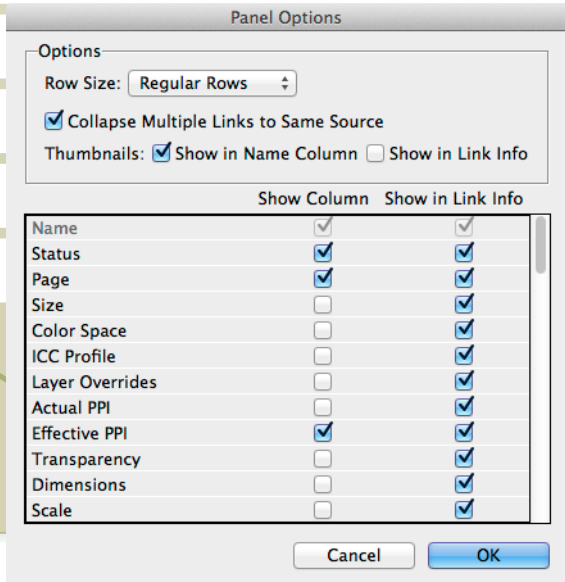 Panel Options
Options
Row Size: Regular Rows
Collapse Multiple Links to Same Source
Thumbnails: Show in Name Column Show in Link Info
Show Column Show in Link Info
Name
Status
Page
Size
Color Space
ICC Profile
Layer Overrides
Actual PPI
Effective PPI
Transparency
Dimensions
Scale
Cancel OK